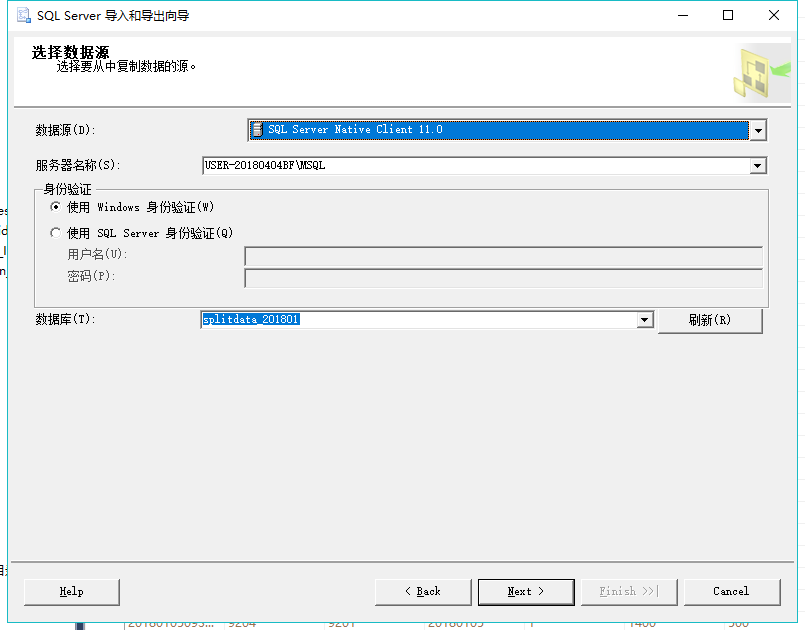 SQL Server 导入和导出向导
选择数据源
选择要从中复制数据的源。
数据源(D):
SQL Server Native Client 11.0
服务器名称(S):
USER-20180404BF\MSQL
身份验证
使用 Windows 身份验证(W)
使用 SQL Server 身份验证(Q)
用户名(U):
密码(P):
数据库(T):
splitdata_201801
刷新(R)
Help
< Back
Next >
Finish >>|
Cancel